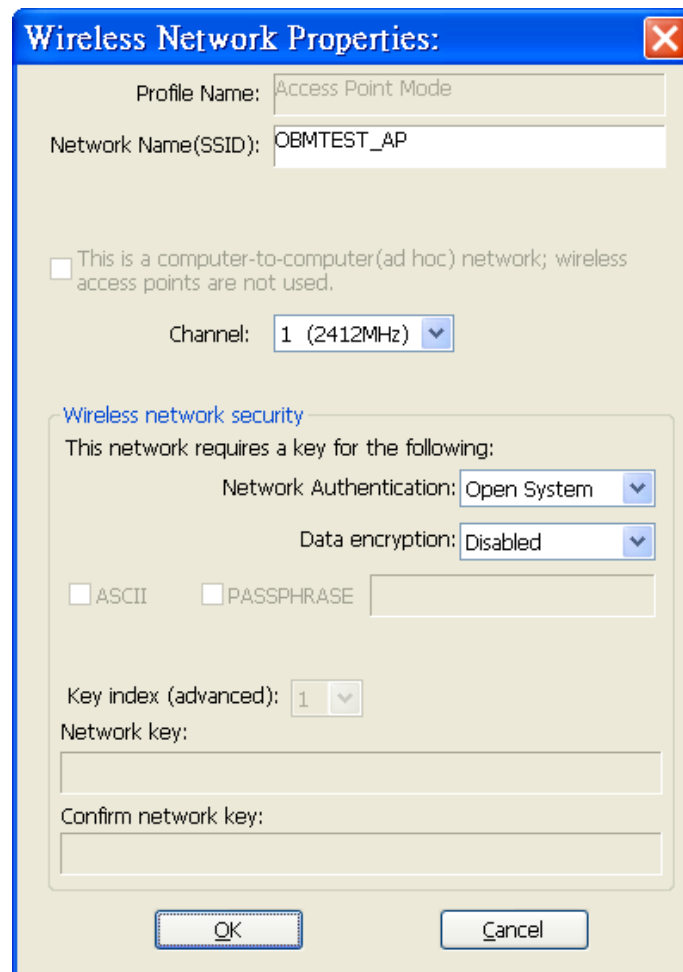 Wireless Network Properties:
Profile Name: Access Point Mode
Network Name(SSID): OBMTEST_AP
This is a computer-to-computer(ad hoc) network; wireless
access points are not used.
Channel: 1 (2412MHz)
Wireless network security
This network requires a key for the following:
Network Authentication: Open System
Data encryption: Disabled
ASCII PASSPHRASE
Key index (advanced): 1
Network key:
Confirm network key:
OK Cancel